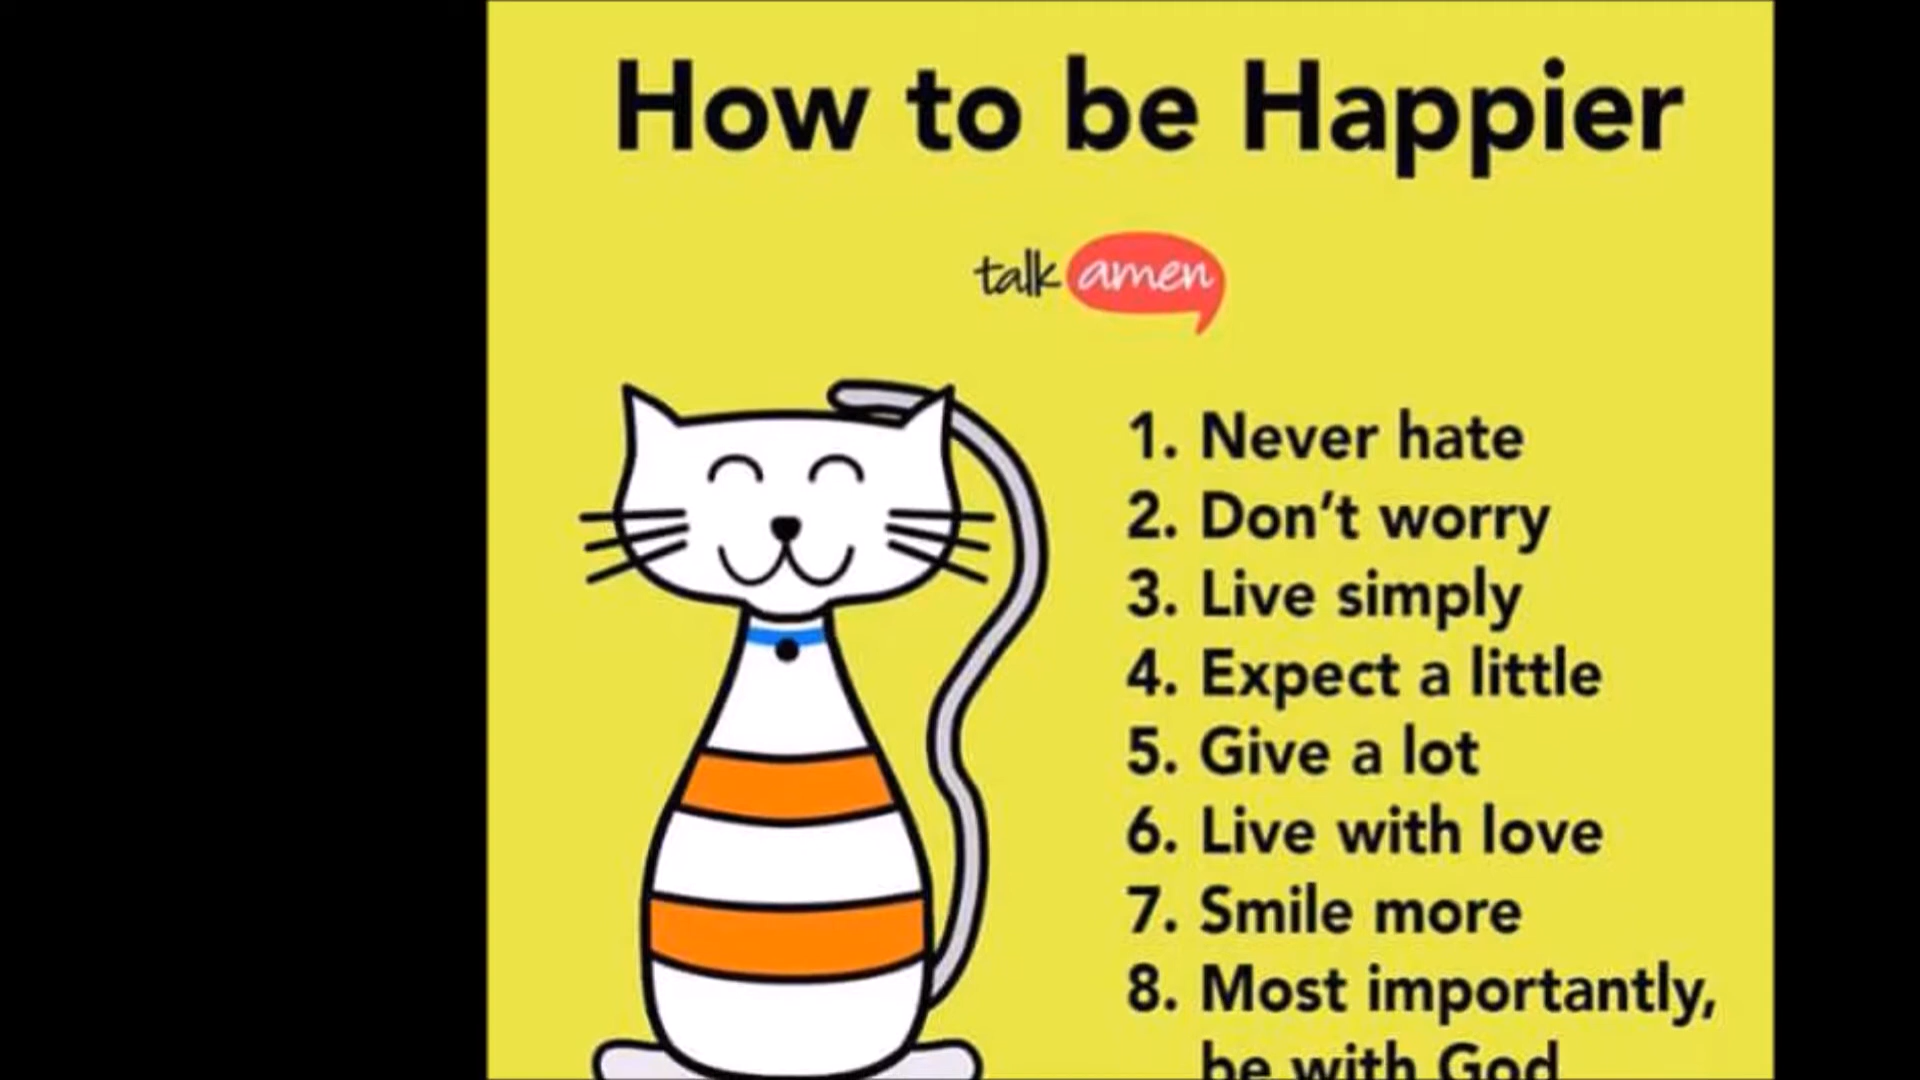 How to be Happier
talk amen
1. Never hate
2. Don't worry
3. Live simply
4. Expect a little
5. Give a lot
6. Live with love
7. Smile more
8. Most importantly,
be with God